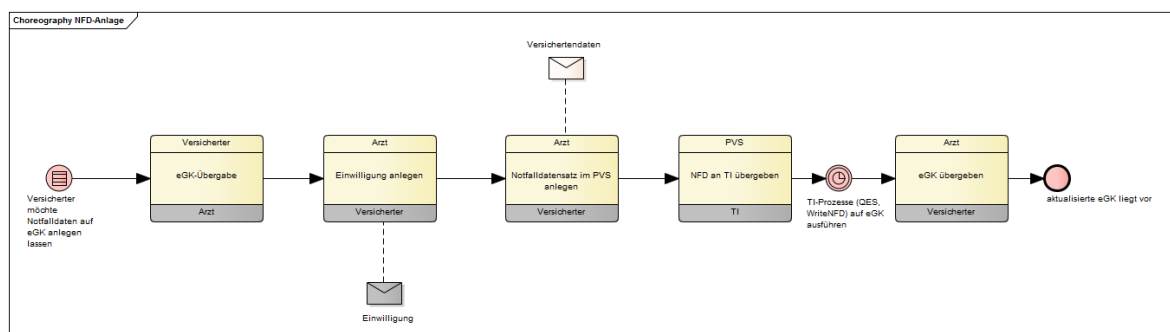 Choreography NFD-Anlage
Versichertendaten
Versicherter
eGK-Übergabe
Arzt
Arzt
Einwilligung anlegen
Versicherter
Arzt
Notfalldatensatz im PVS
anlegen
Versicherter
PVS
NFD an TI übergeben
TI
Arzt
eGK übergeben
Versicherter
Versicherter
möchte
Notfalldaten auf
eGK anlegen
lassen
TI-Prozesse (QES,
WriteNFD) auf eGK
ausführen
aktualisierte eGK liegt vor
Einwilligung